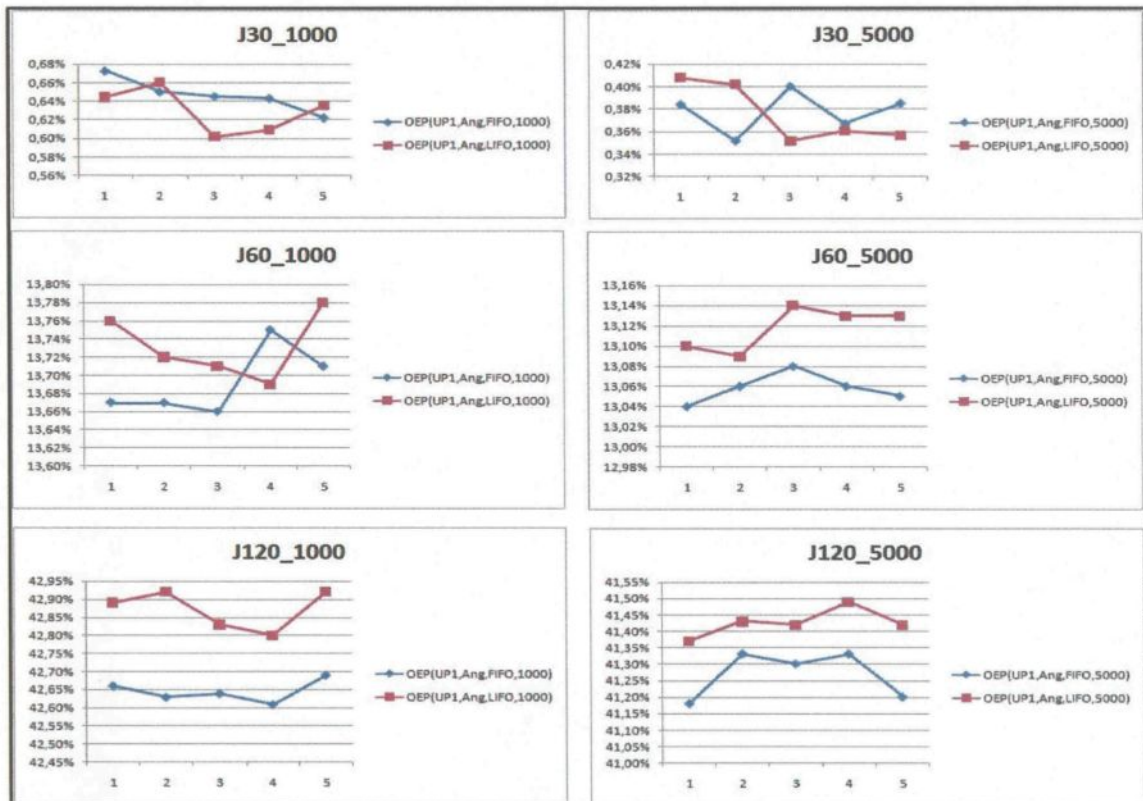 J30_1000
0,68%
0,66%
0,64%
0,62%
0,60%
0,58%
0,56%
1 2 3 4 5
OEP(UP1,Ang,FIFO,1000)
OEP(UP1,Ang,LIFO,1000)
J30_5000
0,42%
0,40%
0,38%
0,36%
0,34%
0,32%
1 2 3 4 5
OEP(UP1,Ang,FIFO,5000)
OEP(UP1,Ang,LIFO,5000)
J60_1000
13,80%
13,78%
13,76%
13,74%
13,72%
13,70%
13,68%
13,66%
13,64%
13,62%
13,60%
1 2 3 4 5
OEP(UP1,Ang,FIFO,1000)
OEP(UP1,Ang,LIFO,1000)
J60_5000
13,16%
13,14%
13,12%
13,10%
13,08%
13,06%
13,04%
13,02%
13,00%
12,98%
1 2 3 4 5
OEP(UP1,Ang,FIFO,5000)
OEP(UP1,Ang,LIFO,5000)
J120_1000
42,95%
42,90%
42,85%
42,80%
42,75%
42,70%
42,65%
42,60%
42,55%
42,50%
42,45%
1 2 3 4 5
OEP(UP1,Ang,FIFO,1000)
OEP(UP1,Ang,LIFO,1000)
J120_5000
41,55%
41,50%
41,45%
41,40%
41,35%
41,30%
41,25%
41,20%
41,15%
41,10%
41,05%
41,00%
1 2 3 4 5
OEP(UP1,Ang,FIFO,5000)
OEP(UP1,Ang,LIFO,5000)